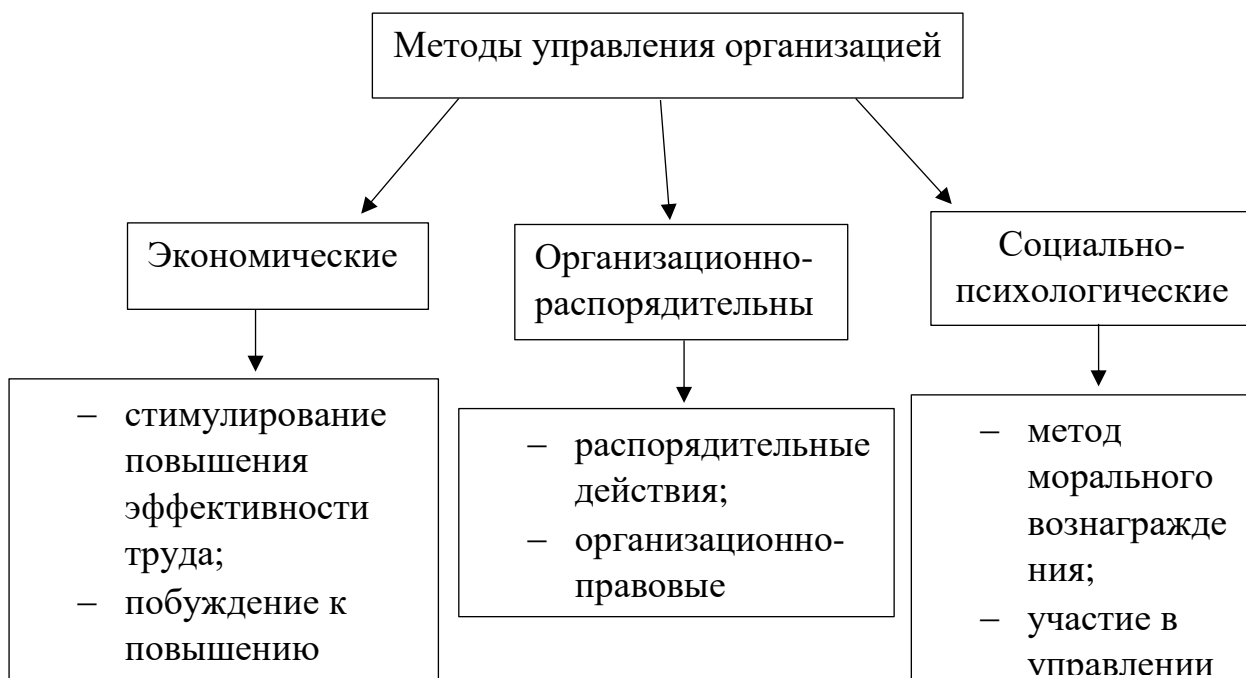 Методы управления организацией
Экономические
Организационно-
распорядительны
Социально-
психологические
– стимулирование
повышения
эффективности
труда;
– побуждение к
повышению
– распорядительные
действия;
– организационно-
правовые
– метод
морального
вознагражде
ния;
– участие в
управлении